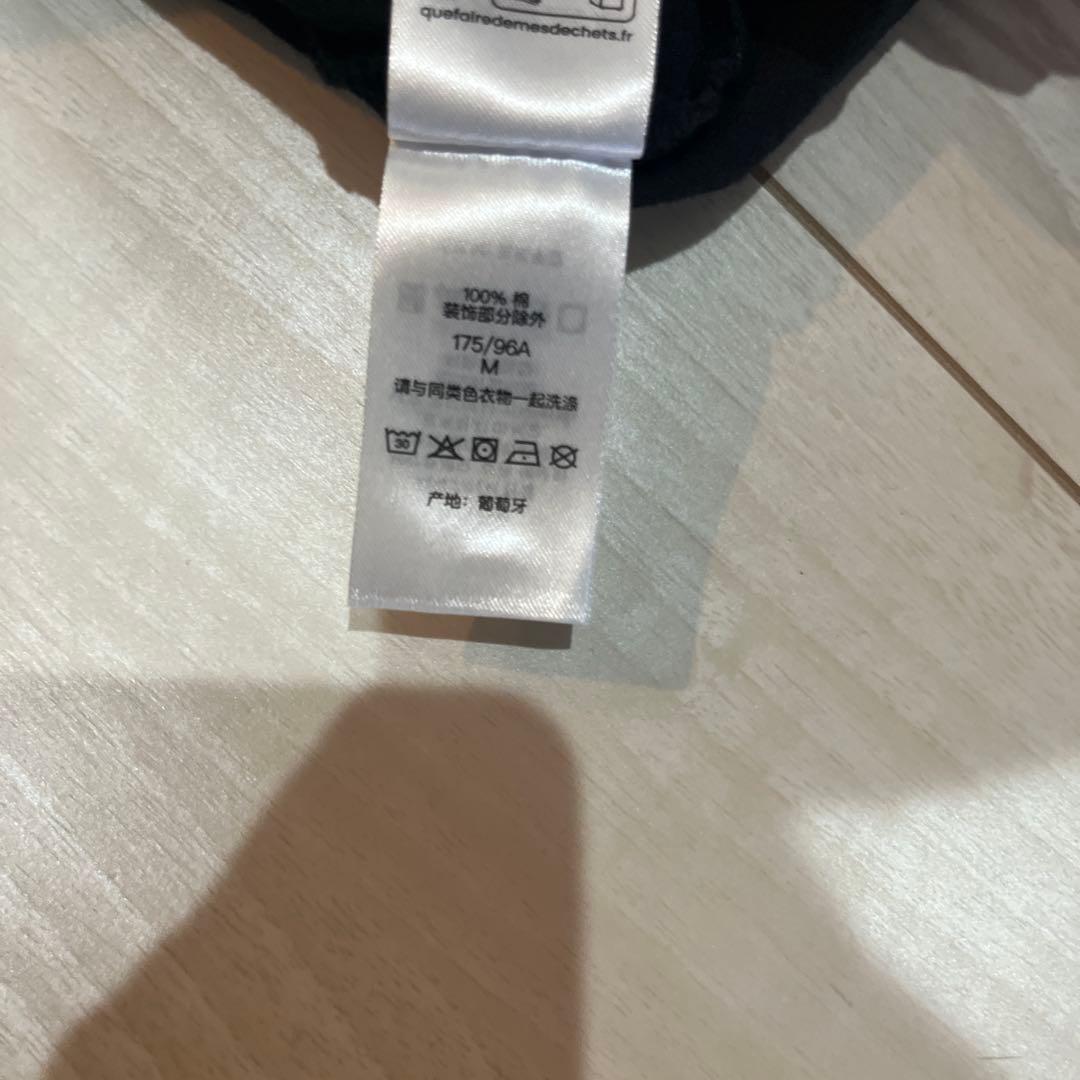 quefairedemesdechets.fr
100% 棉
装饰部分除外
175/96A
M
请与同类色衣物一起洗涤
30
产地：葡萄牙